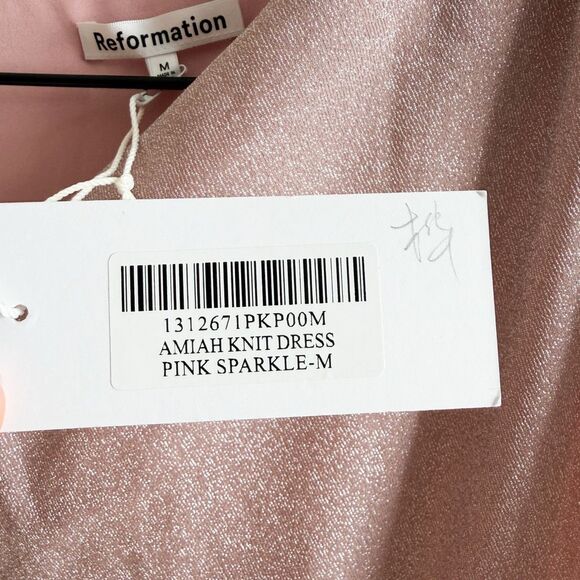 Reformation
M
1312671PKP00M
AMIAH KNIT DRESS
PINK SPARKLE-M